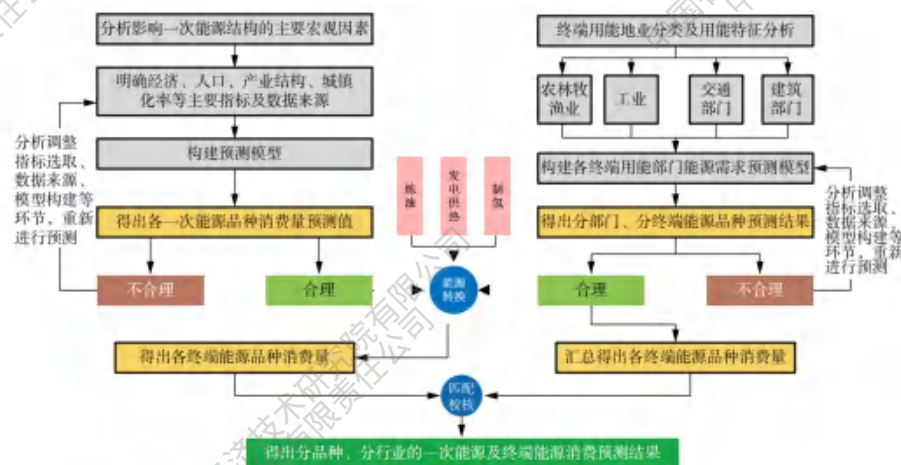 分析影响一次能源结构的主要宏观因素
明确经济、人口、产业结构、城镇
化率等主要指标及数据来源
构建预测模型
得出各一次能源品种消费量预测值
不合理
合理
分析调整
指标选取、
数据来源、
模型构建等
环节,重新
进行预测
得出各终端能源品种消费量
炼油
发电供热
制氢
能源
转换
终端用能地业分类及用能特征分析
农林牧
渔业
工业
交通
部门
建筑
部门
构建各终端用能部门能源需求预测模型
得出分部门、分终端能源品种预测结果
合理
不合理
分析调整
指标选取、
数据来源、
模型构建等
环节,重新
进行预测
汇总得出各终端能源品种消费量
匹配
校核
得出分品种、分行业的一次能源及终端能源消费预测结果